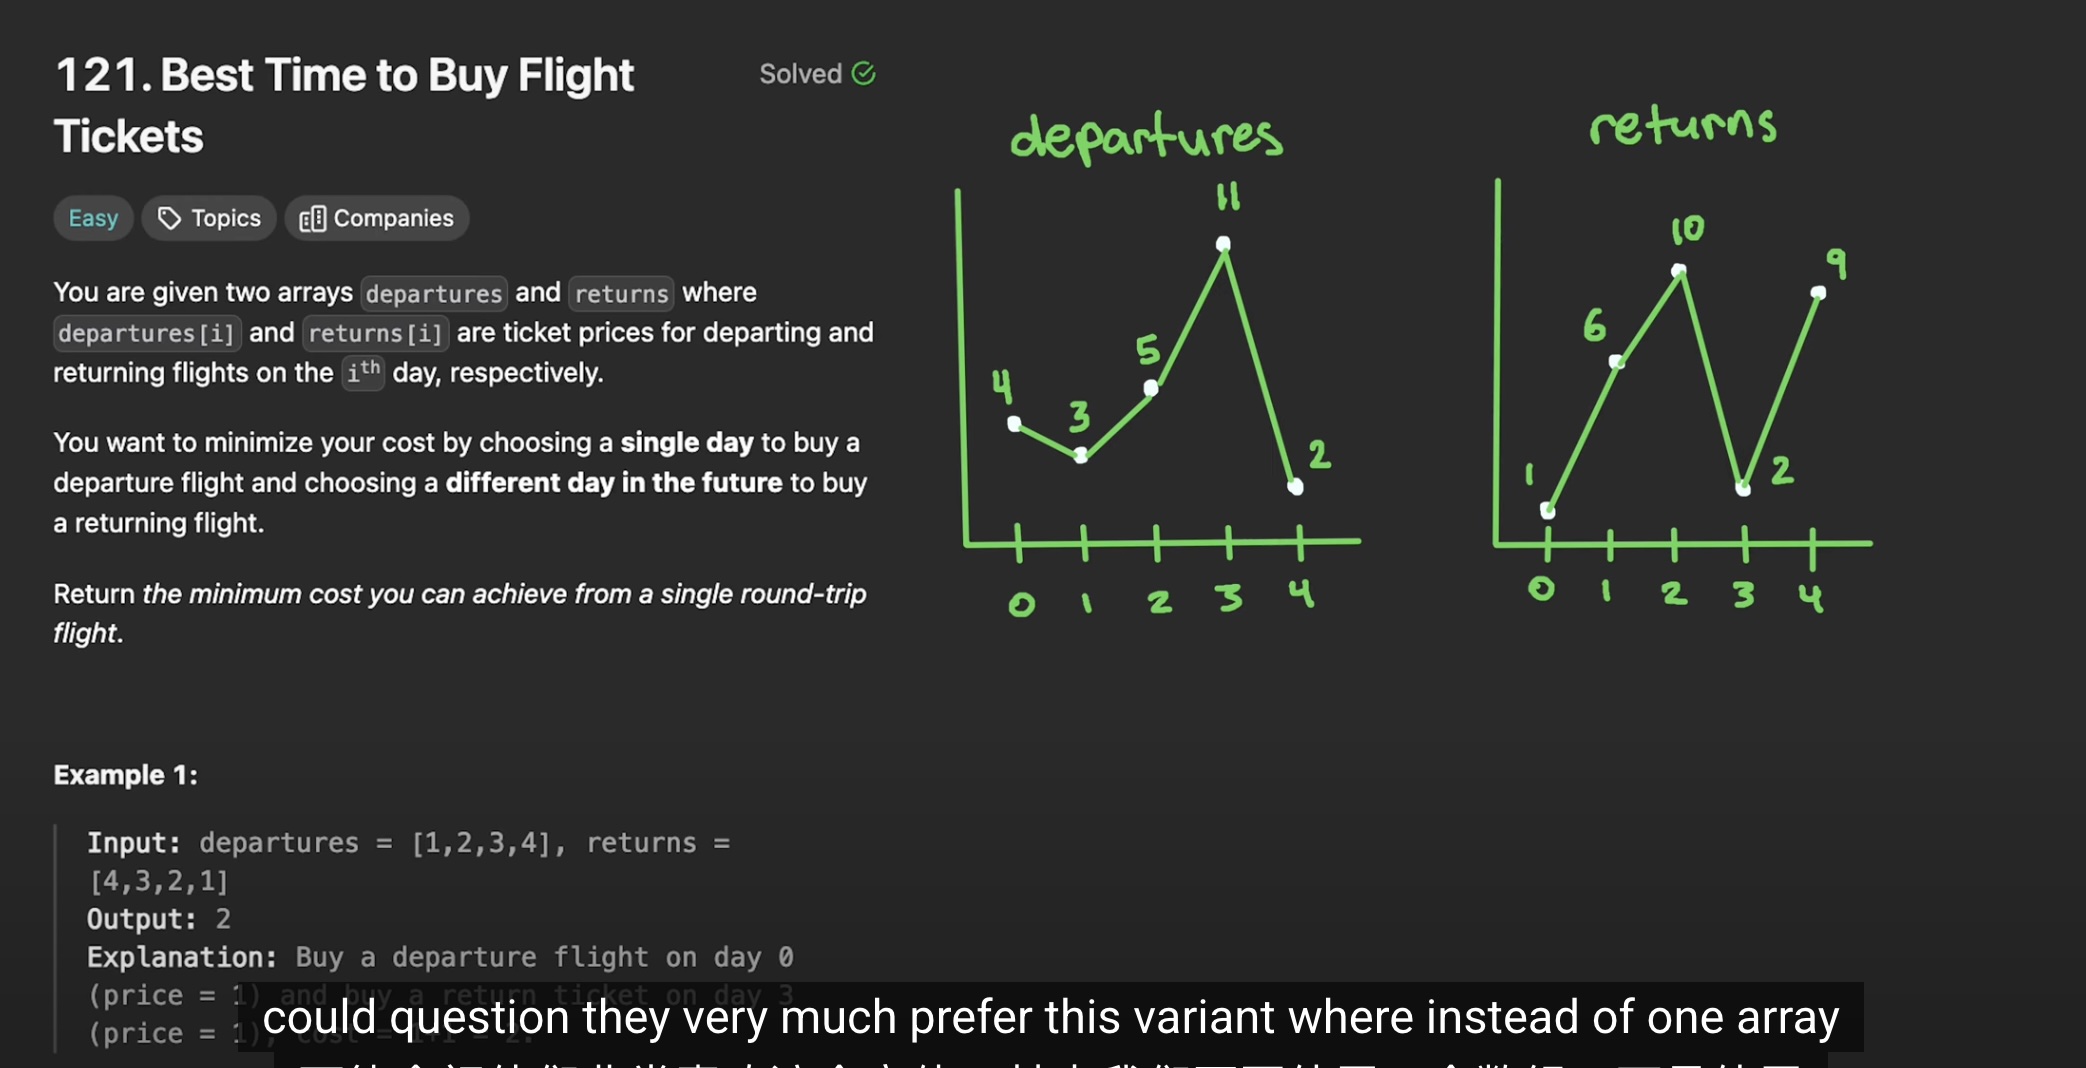 121. Best Time to Buy Flight
Tickets
Solved
Easy
Topics
Companies
You are given two arrays departures and returns where
departures[i] and returns[i] are ticket prices for departing and
returning flights on the ith day, respectively.
You want to minimize your cost by choosing a single day to buy a
departure flight and choosing a different day in the future to buy
a returning flight.
Return the minimum cost you can achieve from a single round-trip
flight.
Example 1:
Input: departures = [1,2,3,4], returns =
[4,3,2,1]
Output: 2
Explanation: Buy a departure flight on day 0
(price = 1) and buy a return ticket on day 3
(price = 1), cost = 1+1 = 2.
departures
11
5
4
3
2
0 1 2 3 4
returns
10
9
6
2
1
0 1 2 3 4
could question they very much prefer this variant where instead of one array